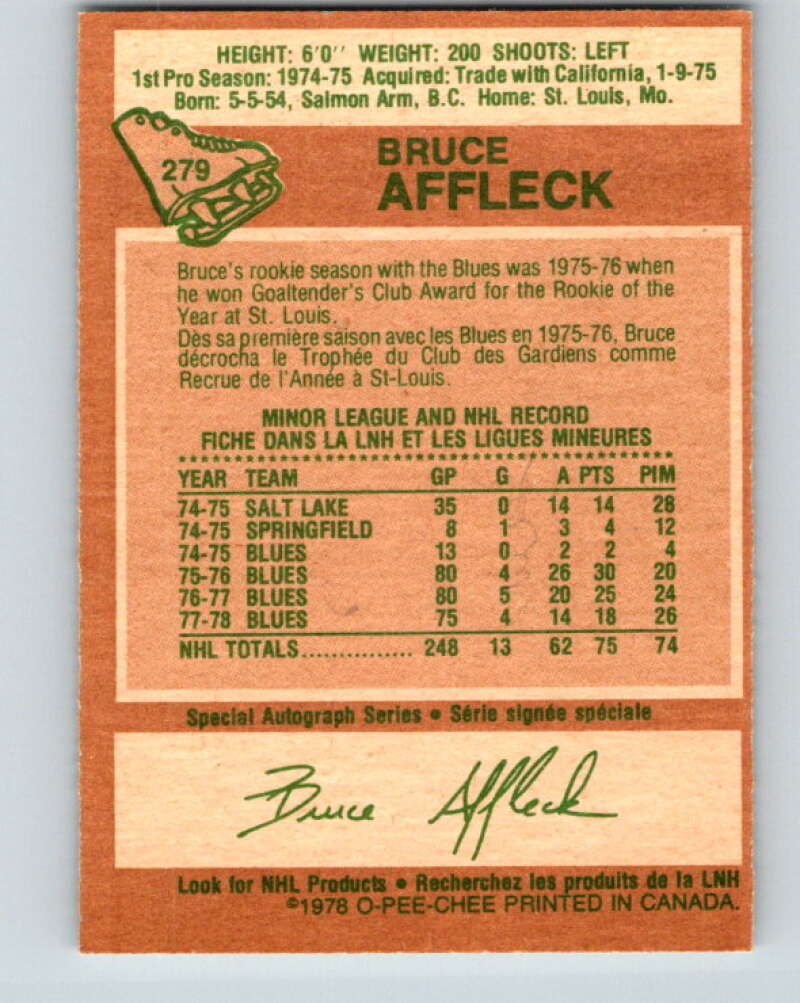 HEIGHT: 6'0'' WEIGHT: 200 SHOOTS: LEFT
1st Pro Season: 1974-75 Acquired: Trade with California, 1-9-75
Born: 5-5-54, Salmon Arm, B.C. Home: St. Louis, Mo.
279
BRUCE
AFFLECK
Bruce's rookie season with the Blues was 1975-76 when
he won Goaltender's Club Award for the Rookie of the
Year at St. Louis.
Dès sa première saison avec les Blues en 1975-76, Bruce
décrocha le Trophée du Club des Gardiens comme
Recrue de l'Année à St-Louis.
MINOR LEAGUE AND NHL RECORD
FICHE DANS LA LNH ET LES LIGUES MINEURES
YEAR TEAM GP G A PTS PIM
74-75 SALT LAKE 35 0 14 14 28
74-75 SPRINGFIELD 8 1 3 4 12
74-75 BLUES 13 0 2 2 4
75-76 BLUES 80 4 26 30 20
76-77 BLUES 80 5 20 25 24
77-78 BLUES 75 4 14 18 26
NHL TOTALS............... 248 13 62 75 74
Special Autograph Series • Série signée spéciale
Bruce Affleck
Look for NHL Products • Recherchez les produits de la LNH
©1978 O-PEE-CHEE PRINTED IN CANADA.